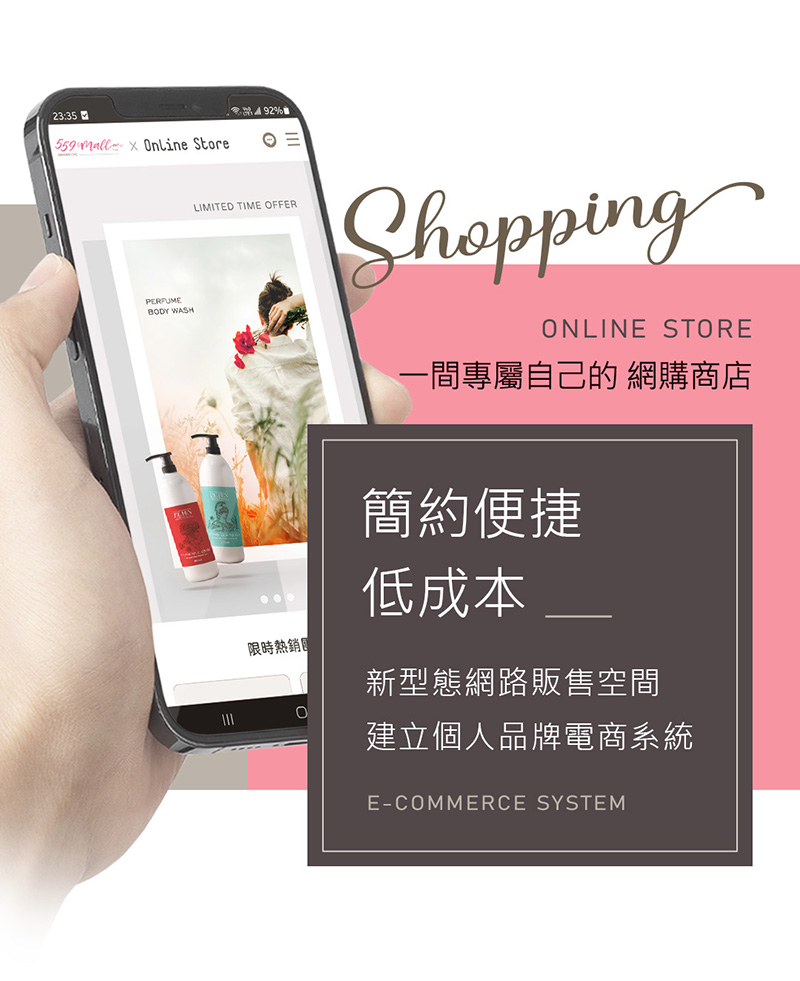 23:35
92%
559 Mall × Online Store
LIMITED TIME OFFER
PERFUME
BODY WASH
限時熱銷
Shopping
ONLINE STORE
一間專屬自己的 網購商店
簡約便捷
低成本
新型態網路販售空間
建立個人品牌電商系統
E-COMMERCE SYSTEM